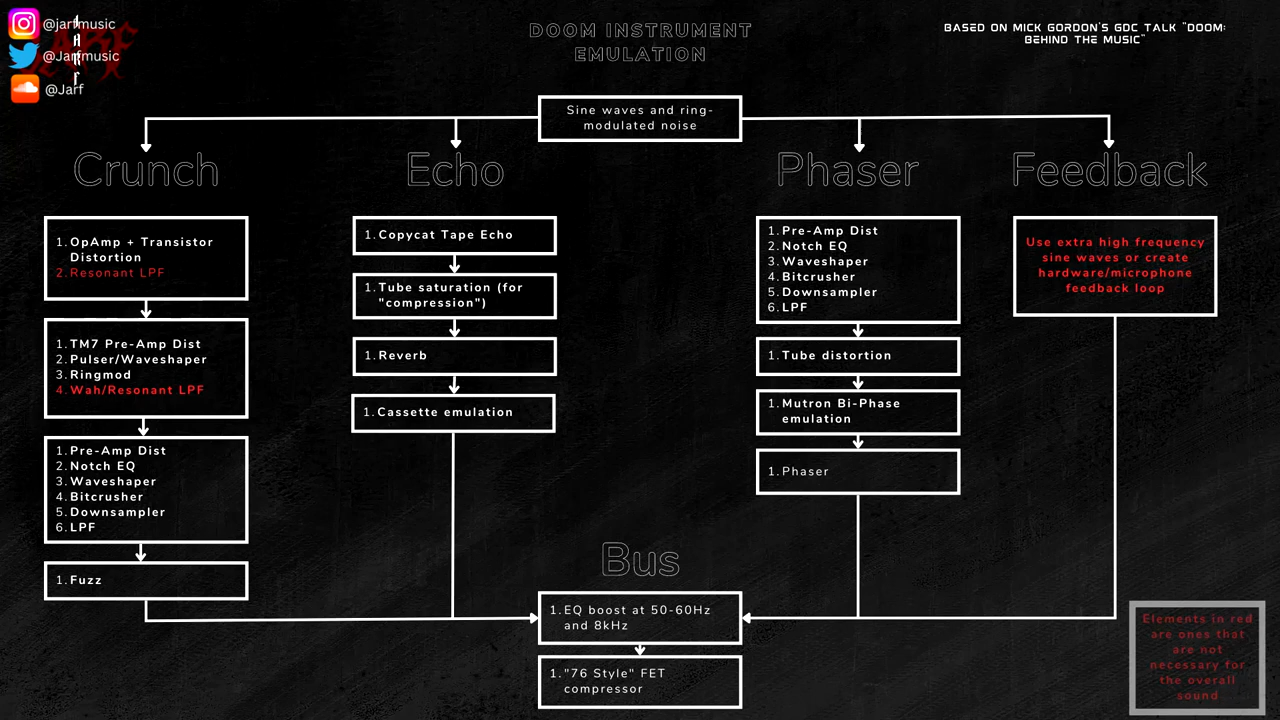 @jarfmusic
@Jarfmusic
@Jarf
DOOM INSTRUMENT
EMULATION
BASED ON MICK GORDON'S GDC TALK "DOOM:
BEHIND THE MUSIC"
Sine waves and ring-
modulated noise
Crunch
1. OpAmp + Transistor
Distortion
2. Resonant LPF
1. TM7 Pre-Amp Dist
2. Pulser/Waveshaper
3. Ringmod
4. Wah/Resonant LPF
1. Pre-Amp Dist
2. Notch EQ
3. Waveshaper
4. Bitcrusher
5. Downsampler
6. LPF
1. Fuzz
Echo
1. Copycat Tape Echo
1. Tube saturation (for
"compression")
1. Reverb
1. Cassette emulation
Phaser
1. Pre-Amp Dist
2. Notch EQ
3. Waveshaper
4. Bitcrusher
5. Downsampler
6. LPF
1. Tube distortion
1. Mutron Bi-Phase
emulation
1. Phaser
Feedback
Use extra high frequency
sine waves or create
hardware/microphone
feedback loop
Bus
1. EQ boost at 50-60Hz
and 8kHz
1. "76 Style" FET
compressor
Elements in red
are ones that
are not
necessary for
the overall
sound